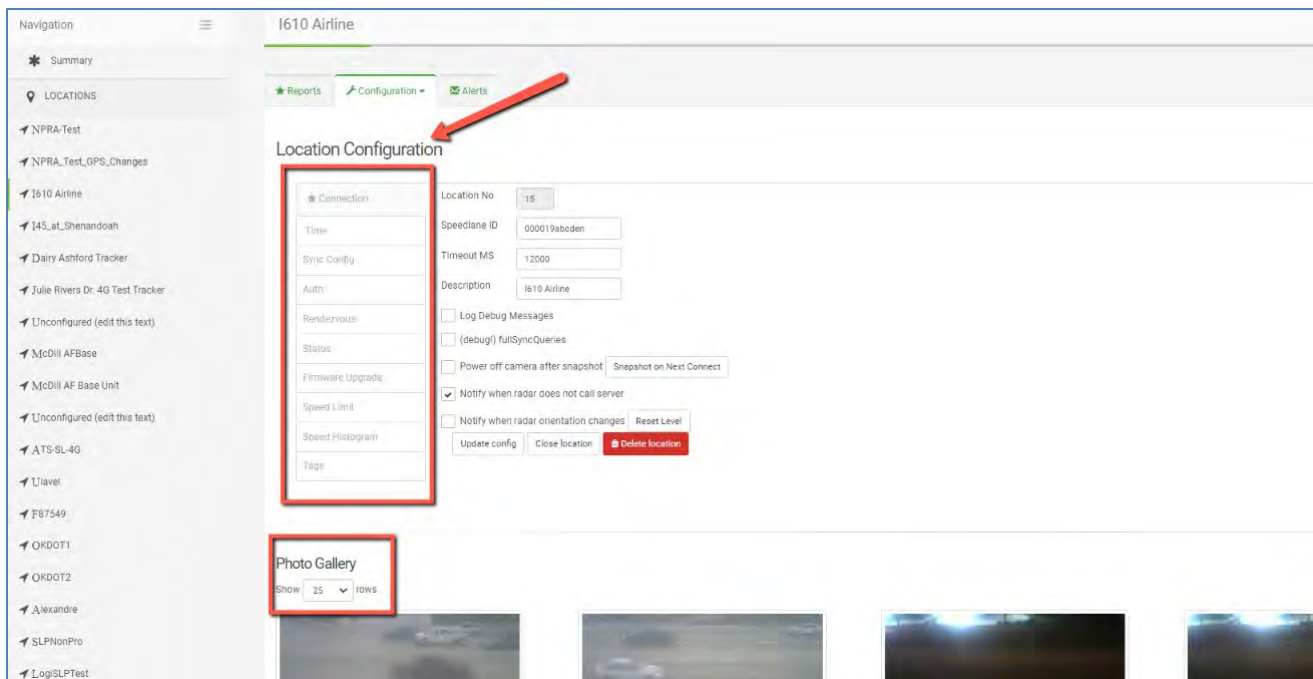 Navigation
I610 Airline
Summary
LOCATIONS
Reports
Configuration
Alerts
NPRA-Test
NPRA_Test_GPS_Changes
I610 Airline
I45_at_Shenandoah
Dairy Ashford Tracker
Julie Rivers Dr. 4G Test Tracker
Unconfigured (edit this text)
McDill AFBase
McDill AF Base Unit
Unconfigured (edit this text)
ATS-SL-4G
Ulavel
F87549
OKDOT1
OKDOT2
Alexandre
SLPNonPro
LogiSLPTest
Location Configuration
Connection
Time
Sync Config
Auth
Rendezvous
Status
Firmware Upgrade
Speed Limit
Speed Histogram
Tags
Location No 15
Speedlane ID 000019abcden
Timeout MS 12000
Description I610 Airline
Log Debug Messages
(debug!) fullSyncQueries
Power off camera after snapshot Snapshot on Next Connect
Notify when radar does not call server
Notify when radar orientation changes Reset Level
Update config Close location Delete location
Photo Gallery
Show 25 rows